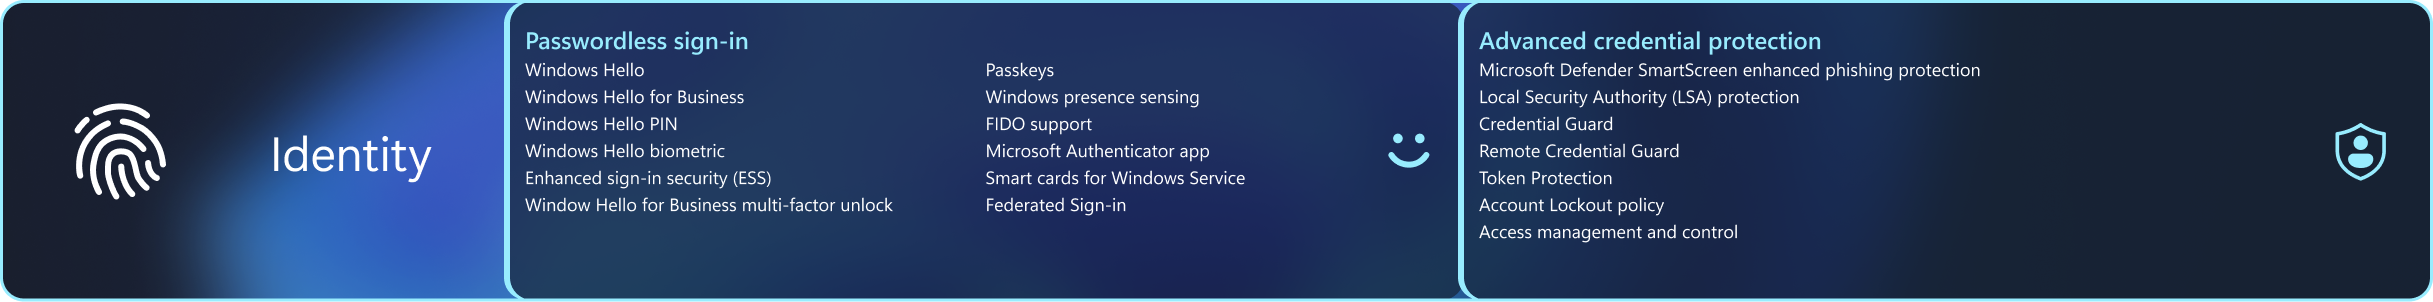 Identity
Passwordless sign-in
Windows Hello
Windows Hello for Business
Windows Hello PIN
Windows Hello biometric
Enhanced sign-in security (ESS)
Window Hello for Business multi-factor unlock
Passkeys
Windows presence sensing
FIDO support
Microsoft Authenticator app
Smart cards for Windows Service
Federated Sign-in
Advanced credential protection
Microsoft Defender SmartScreen enhanced phishing protection
Local Security Authority (LSA) protection
Credential Guard
Remote Credential Guard
Token Protection
Account Lockout policy
Access management and control